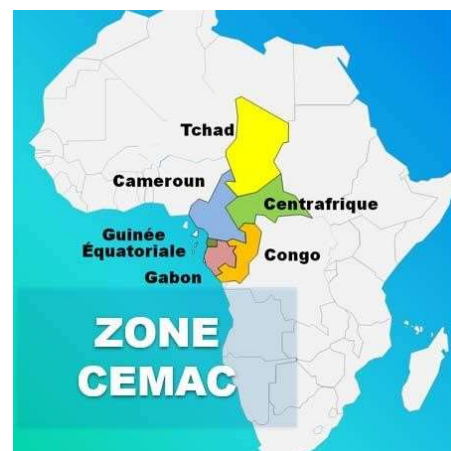 Tchad
Cameroun
Centrafrique
Guinée
Équatoriale
Congo
Gabon
ZONE
CEMAC